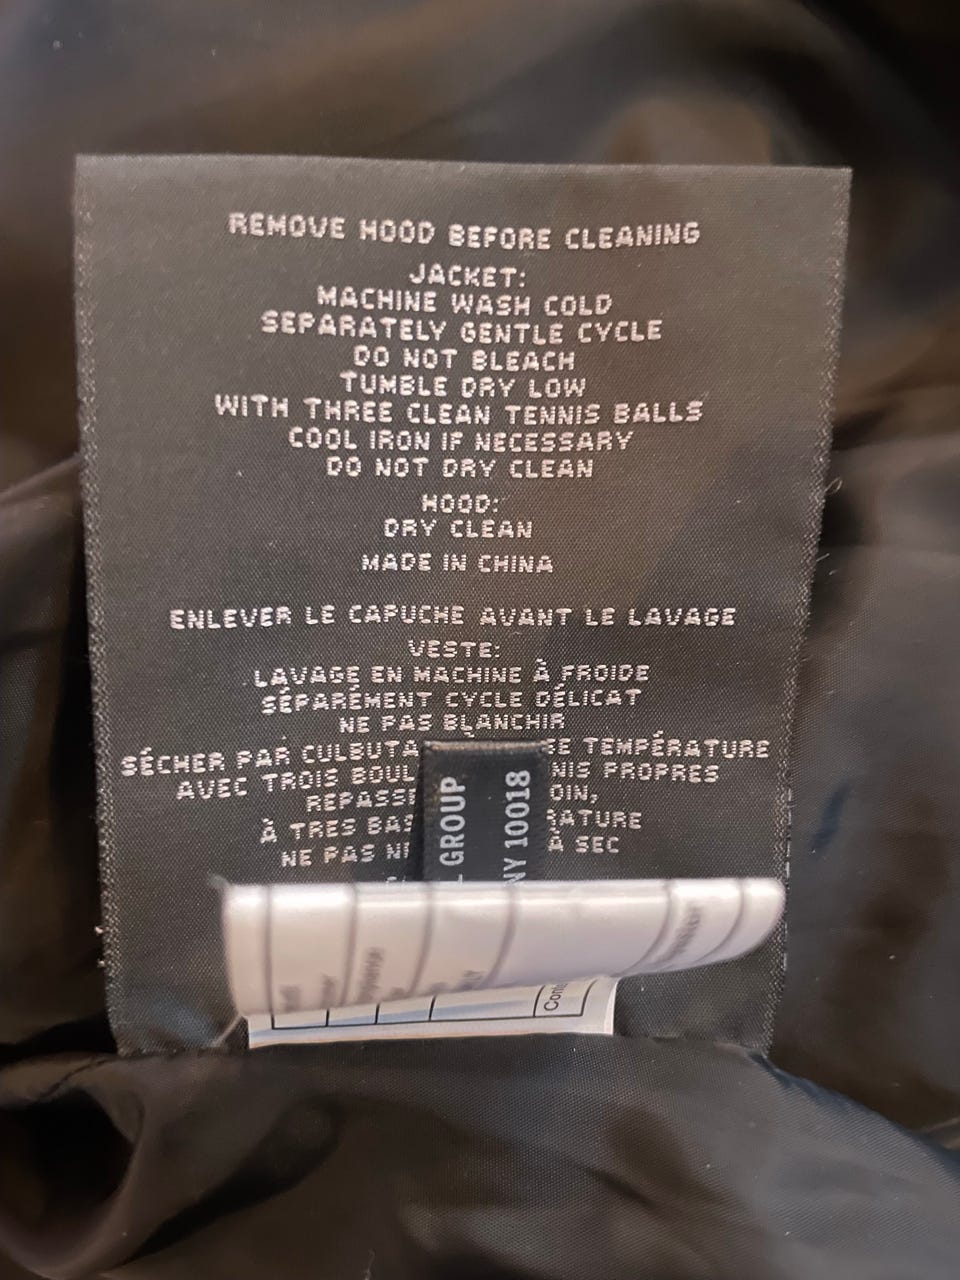 REMOVE HOOD BEFORE CLEANING
JACKET:
MACHINE WASH COLD
SEPARATELY GENTLE CYCLE
DO NOT BLEACH
TUMBLE DRY LOW
WITH THREE CLEAN TENNIS BALLS
COOL IRON IF NECESSARY
DO NOT DRY CLEAN
HOOD:
DRY CLEAN
MADE IN CHINA
ENLEVER LE CAPUCHE AVANT LE LAVAGE
VESTE:
LAVAGE EN MACHINE À FROIDE
SÉPARÉMENT CYCLE DÉLICAT
NE PAS BLANCHIR
SÉCHER PAR TEMPÉRATURE
AVEC TROIS PROPRES
À TRES
NE PAS À SEC
GROUP
NY 10018